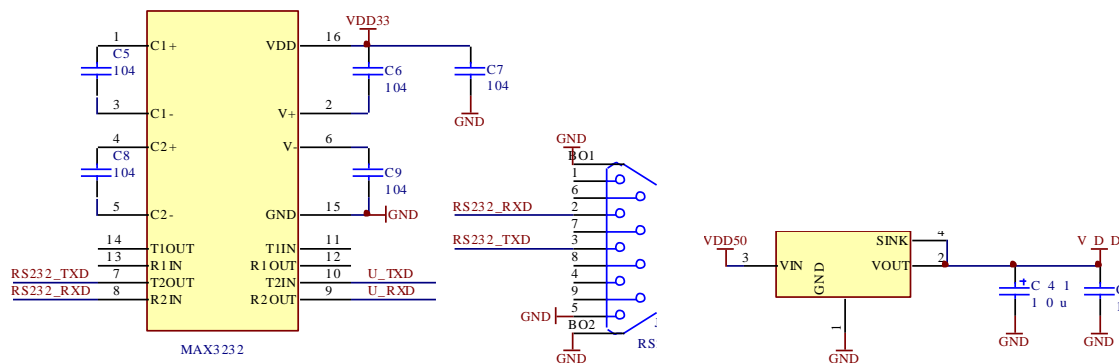 VDD33
1
C1+
VDD
16
C5
104
C6
104
C7
104
3
C1-
V+
2
GND
4
C2+
V-
6
C8
104
C9
104
5
C2-
GND
15
GND
14
T1OUT
T1IN
11
13
R1IN
R1OUT
12
RS232_TXD
7
T2OUT
T2IN
10
U_TXD
RS232_RXD
8
R2IN
R2OUT
9
U_RXD
MAX3232
GND
BO1
1
6
RS232_RXD
2
7
RS232_TXD
3
8
4
9
GND
5
BO2
RS
GND
VDD50
3
VIN
GND
SINK
4
VOUT
2
VDD
C41
10u
1
GND
GND
GND